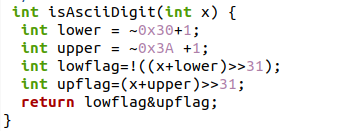 int isAsciiDigit(int x) {
int lower = ~0x30+1;
int upper = ~0x3A +1;
int lowflag=!((x+lower)>>31);
int upflag=(x+upper)>>31;
return lowflag&upflag;
}